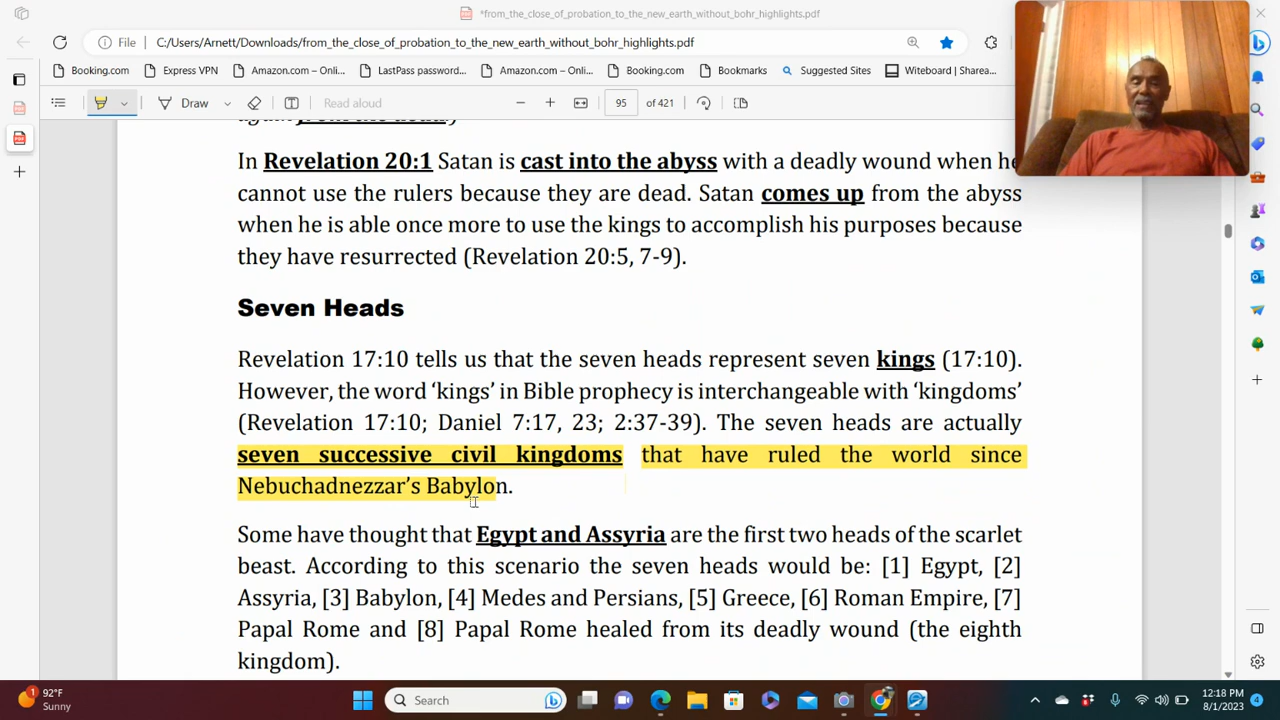 *from_the_close_of_probation_to_the_new_earth_without_bohr_highlights.pdf
File C:/Users/Arnett/Downloads/from_the_close_of_probation_to_the_new_earth_without_bohr_highlights.pdf
Booking.com Express VPN Amazon.com – Onli... LastPass password... Amazon.com – Onli... Booking.com Bookmarks Suggested Sites Witeboard | Sharea...
Draw Read aloud 95 of 421
In Revelation 20:1 Satan is cast into the abyss with a deadly wound when he
cannot use the rulers because they are dead. Satan comes up from the abyss
when he is able once more to use the kings to accomplish his purposes because
they have resurrected (Revelation 20:5, 7-9).
Seven Heads
Revelation 17:10 tells us that the seven heads represent seven kings (17:10).
However, the word ‘kings’ in Bible prophecy is interchangeable with ‘kingdoms’
(Revelation 17:10; Daniel 7:17, 23; 2:37-39). The seven heads are actually
seven successive civil kingdoms that have ruled the world since
Nebuchadnezzar’s Babylon.
Some have thought that Egypt and Assyria are the first two heads of the scarlet
beast. According to this scenario the seven heads would be: [1] Egypt, [2]
Assyria, [3] Babylon, [4] Medes and Persians, [5] Greece, [6] Roman Empire, [7]
Papal Rome and [8] Papal Rome healed from its deadly wound (the eighth
kingdom).
92°F
Sunny
Search
12:18 PM
8/1/2023